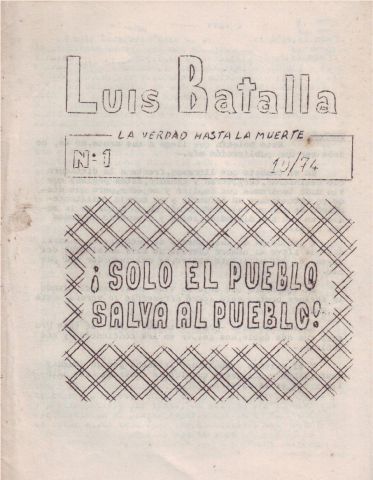 Luis Batalla
LA VERDAD HASTA LA MUERTE
Nº 1
10/74
¡SOLO EL PUEBLO
SALVA AL PUEBLO!